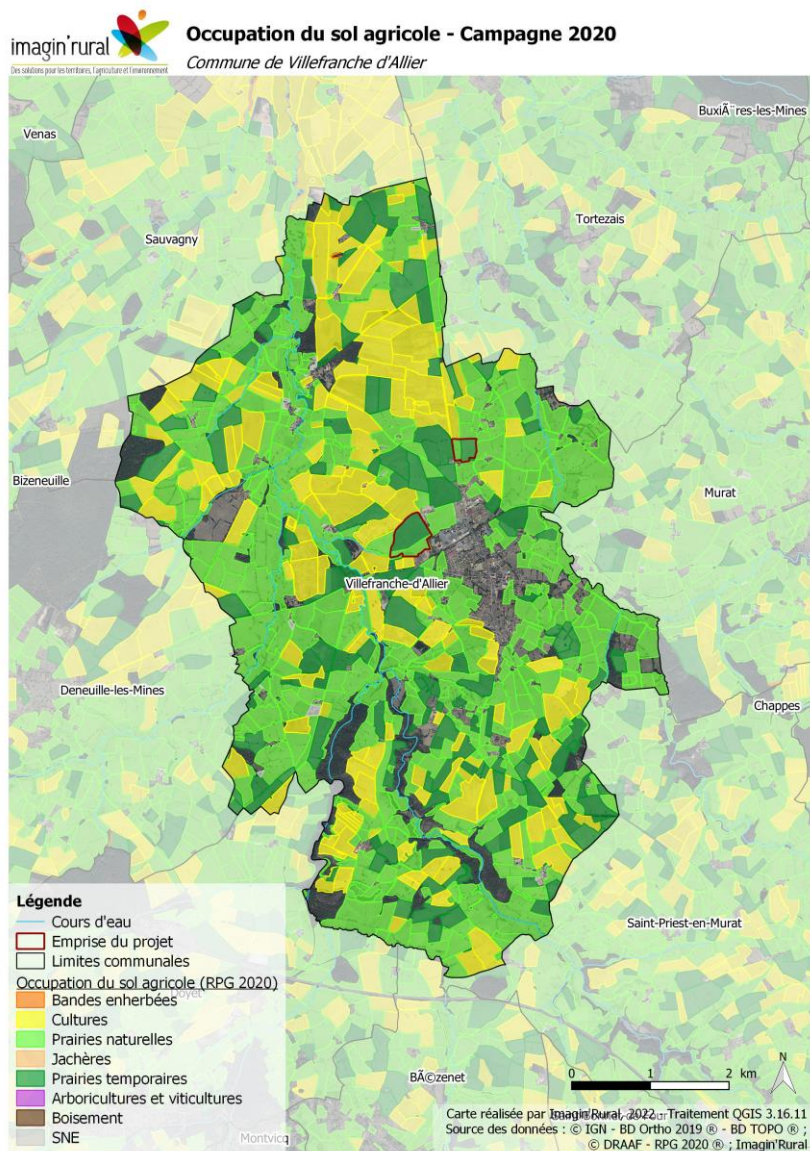 imagin'rural
Des solutions pour les territoires, l'agriculture et l'environnement
Occupation du sol agricole - Campagne 2020
Commune de Villefranche d'Allier
BuxiÃ¨res-les-Mines
Venas
Tortezais
Sauvagny
Bizeneuille
Murat
Villefranche-d'Allier
Deneuille-les-Mines
Chappes
Saint-Priest-en-Murat
Légende
Cours d'eau
Emprise du projet
Limites communales
Occupation du sol agricole (RPG 2020)
Doyet
Bandes enherbées
Cultures
Prairies naturelles
Jachères
Prairies temporaires
Arboricultures et viticultures
Boisement
SNE
BÃ©zenet
Montvicq
0 1 2 km
N
Carte réalisée par Imagin'Rural, 2022 - Traitement QGIS 3.16.11
Source des données : © IGN - BD Ortho 2019 ® - BD TOPO ® ;
© DRAAF - RPG 2020 ® ; Imagin'Rural